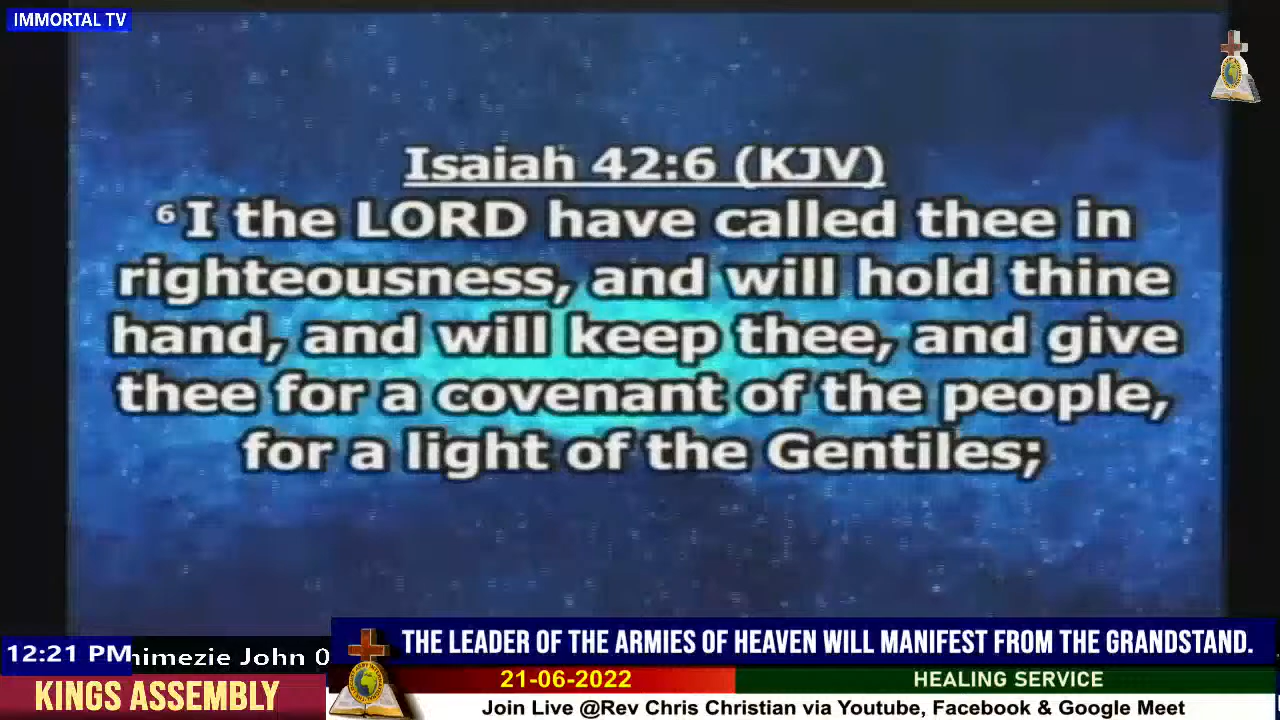 IMMORTAL TV
Isaiah 42:6 (KJV)
6 I the LORD have called thee in
righteousness, and will hold thine
hand, and will keep thee, and give
thee for a covenant of the people,
for a light of the Gentiles;
THE LEADER OF THE ARMIES OF HEAVEN WILL MANIFEST FROM THE GRANDSTAND.
12:21 PM
John 0
21-06-2022
HEALING SERVICE
KINGS ASSEMBLY
Join Live @Rev Chris Christian via Youtube, Facebook & Google Meet